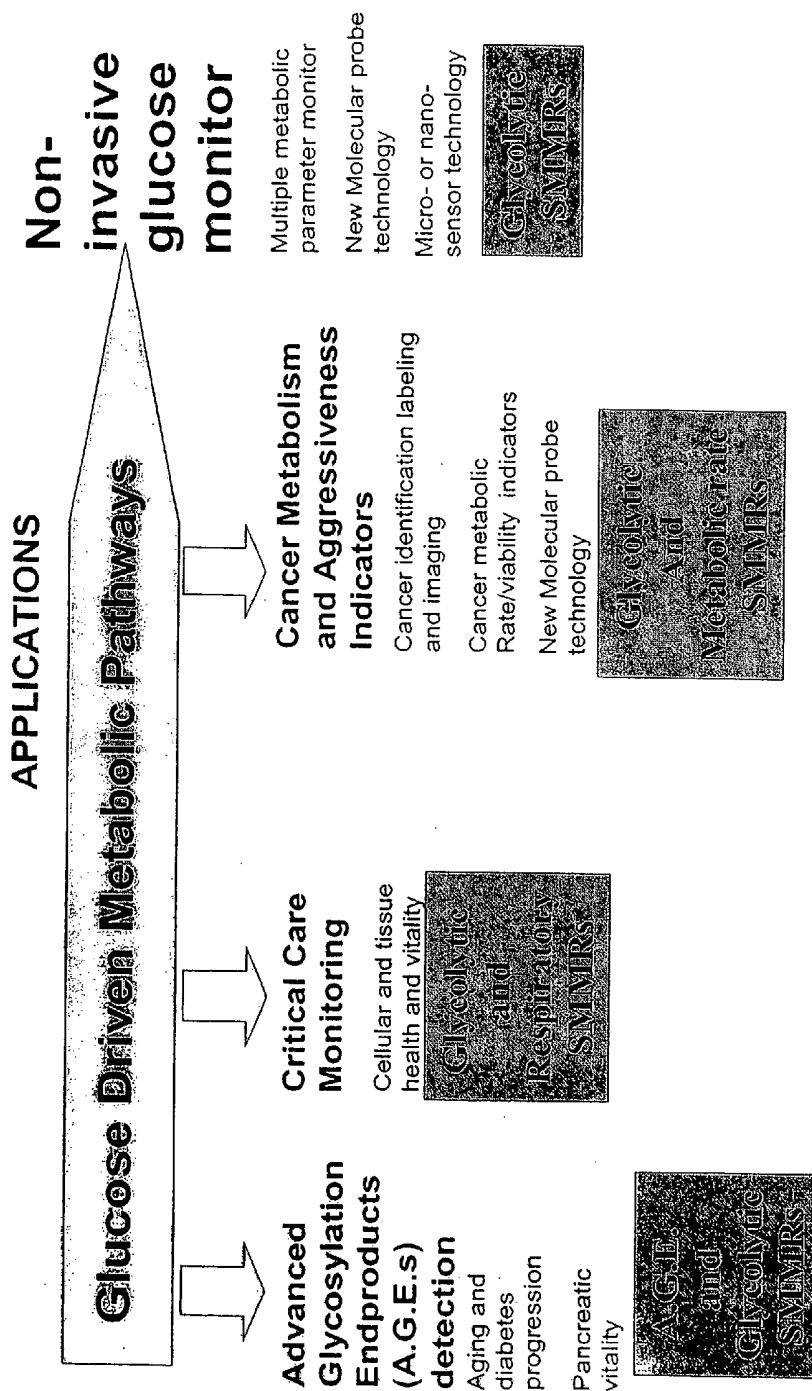 APPLICATIONS
Glucose Driven Metabolic Pathways
Advanced
Glycosylation
Endproducts
(A.G.E.s)
detection
Aging and
diabetes
progression
Pancreatic
vitality
A.G.E
and
Glycolytic
SMMRs
Critical Care
Monitoring
Cellular and tissue
health and vitality
Glycolytic
and
Respiratory
SMMRs
Cancer Metabolism
and Aggressiveness
Indicators
Cancer identification labeling
and imaging
Cancer metabolic
Rate/viability indicators
New Molecular probe
technology
Glycolytic
And
Metabolic-rate
SMMRs
Non-
invasive
glucose
monitor
Multiple metabolic
parameter monitor
New Molecular probe
technology
Micro- or nano-
sensor technology
Glycolytic
SMMRs